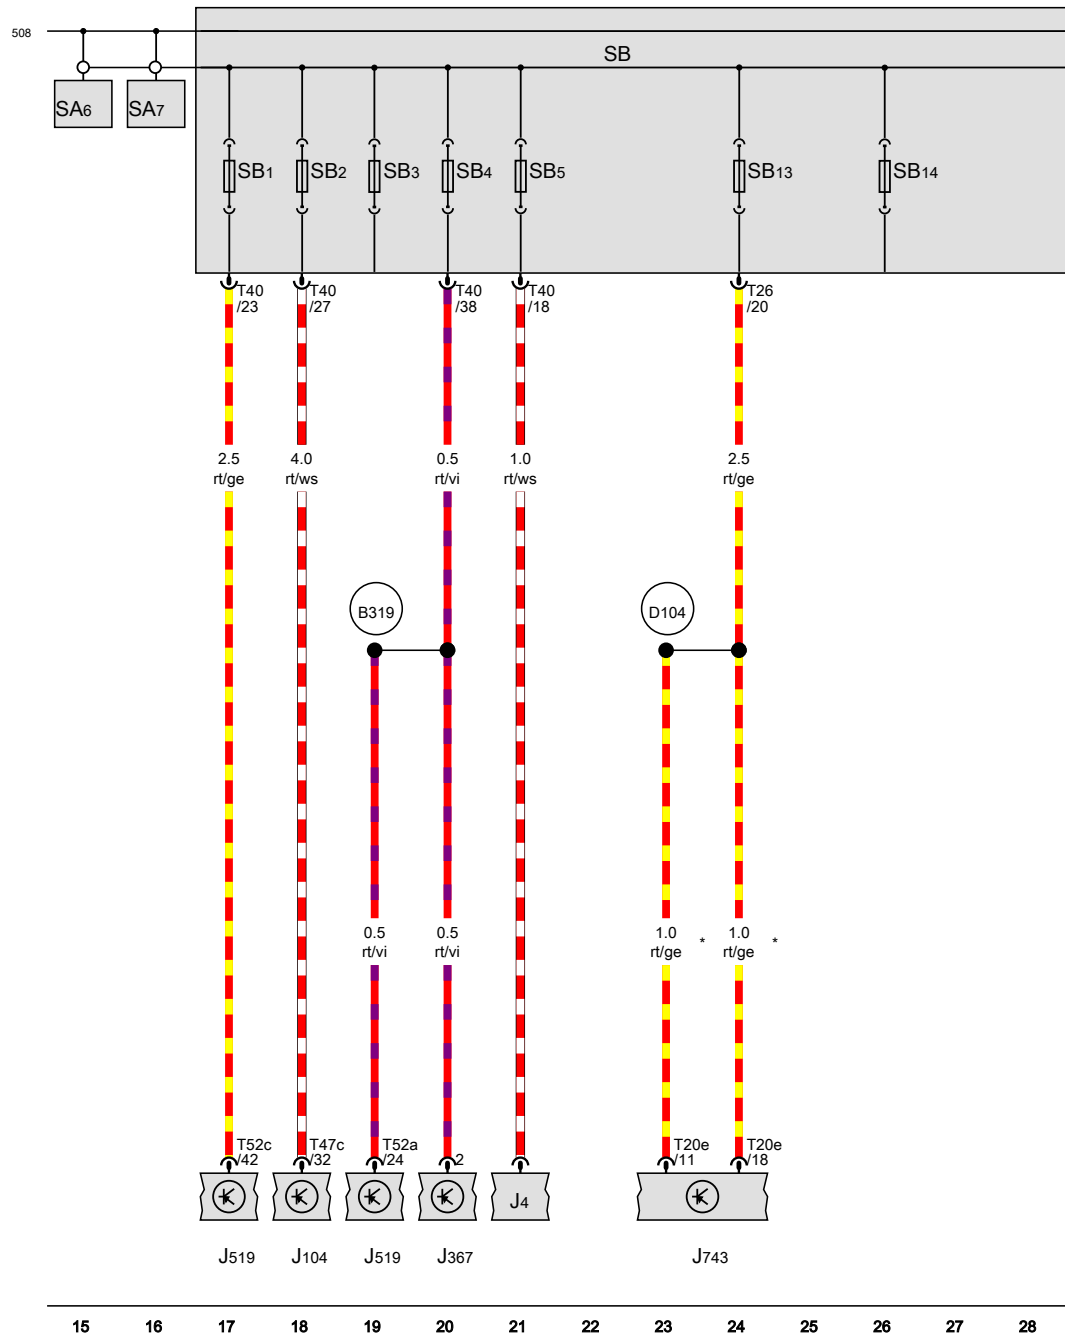 508
SB
SA6 SA7
SB1 SB2 SB3 SB4 SB5 SB13 SB14
T40 T40 T40 T40 T26
/23 /27 /38 /18 /20
2.5 4.0 0.5 1.0 2.5
rt/ge rt/ws rt/vi rt/ws rt/ge
B319 D104
0.5 0.5 1.0 1.0
rt/vi rt/vi rt/ge * rt/ge *
T52c T47c T52a T20e T20e
/42 /32 /24 2 /11 /18
J4
J519 J104 J519 J367 J743
15 16 17 18 19 20 21 22 23 24 25 26 27 28